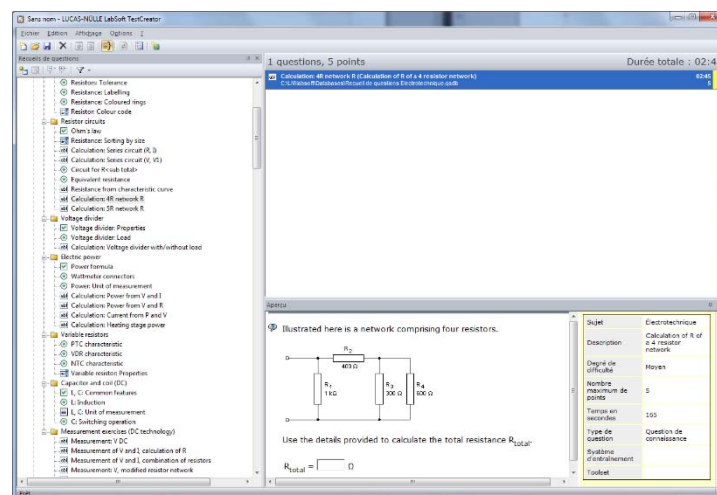 Sans nom - LUCAS-NÜLLE LabSoft TestCreator
Fichier Edition Affichage Options ?
Recueils de questions
Resistors: Tolerance
Resistance: Labelling
Resistance: Coloured rings
Resistor: Colour code
Resistor circuits
Ohm's law
Resistance: Sorting by size
Calculation: Series circuit (R, I)
Calculation: Series circuit (V, V1)
Circuit for R<sub total>
Equivalent resistance
Resistance from characteristic curve
Calculation: 4R network R
Calculation: 5R network R
Voltage divider
Voltage divider: Properties
Voltage divider: Load
Calculation: Voltage divider with/without load
Electric power
Power formula
Wattmeter connectors
Power: Unit of measurement
Calculation: Power from V and I
Calculation: Power from V and R
Calculation: Current from P and V
Calculation: Heating stage power
Variable resistors
PTC characteristic
VDR characteristic
NTC characteristic
Variable resistor: Properties
Capacitor and coil (DC)
L, C: Common features
L: Induction
L, C: Unit of measurement
C: Switching operation
Measurement exercises (DC technology)
Measurement: V DC
Measurement of V and I, calculation of R
Measurement of V and I, combination of resistors
Measurement: V, modified resistor network
1 questions, 5 points
Durée totale : 02:4
Calculation: 4R network R (Calculation of R of a 4 resistor network)
02:45
5
Aperçu
Illustrated here is a network comprising four resistors.
R2
403 Ω
R1
1 kΩ
R3
300 Ω
R4
500 Ω
Use the details provided to calculate the total resistance Rtotal.
Rtotal = Ω
Sujet Électrotechnique
Description Calculation of R of a 4 resistor network
Degré de difficulté Moyen
Nombre maximum de points 5
Temps en secondes 165
Type de question Question de connaissance
Système d'entraînement
Toolset
Prêt